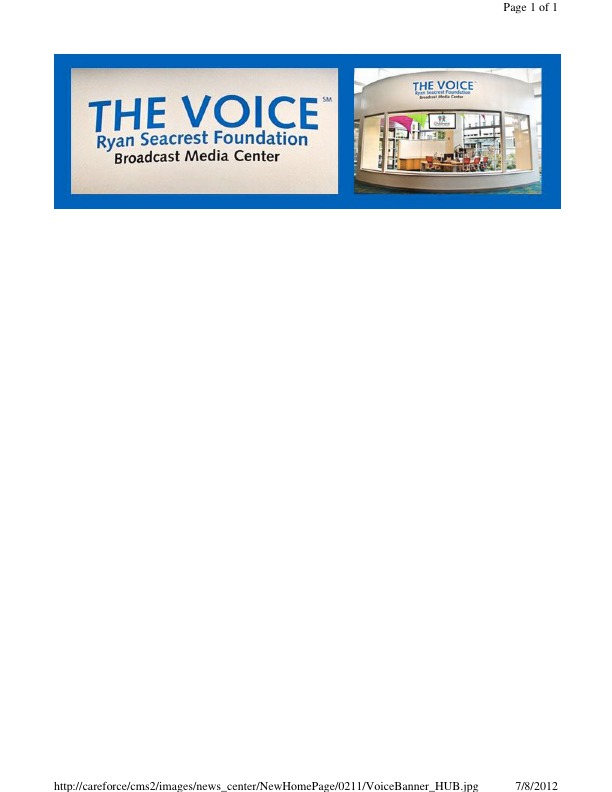 Page 1 of 1
THE VOICE SM
Ryan Seacrest Foundation
Broadcast Media Center
THE VOICE
Ryan Seacrest Foundation
Broadcast Media Center
http://careforce/cms2/images/news_center/NewHomePage/0211/VoiceBanner_HUB.jpg 7/8/2012